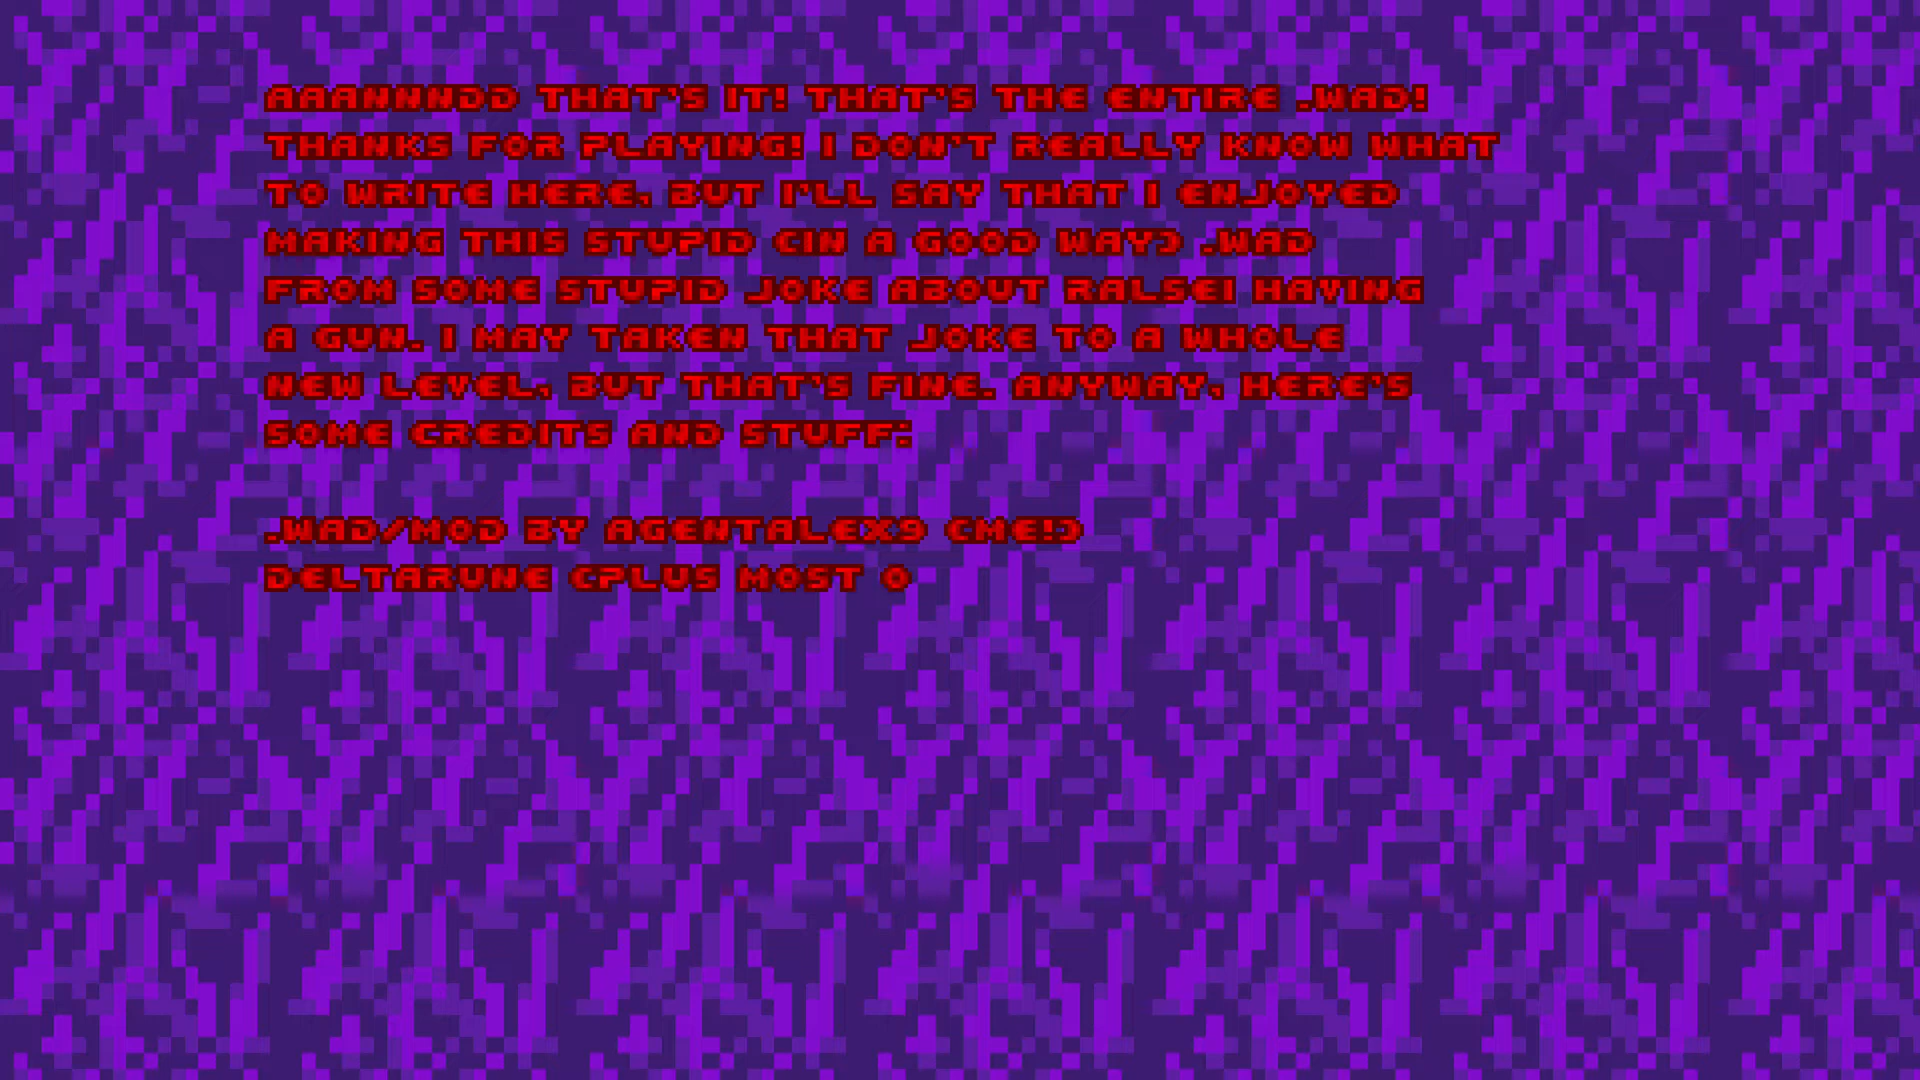 AAANNNDD THAT'S IT! THAT'S THE ENTIRE .WAD!
THANKS FOR PLAYING! I DON'T REALLY KNOW WHAT
TO WRITE HERE, BUT I'LL SAY THAT I ENJOYED
MAKING THIS STUPID (IN A GOOD WAY) .WAD
FROM SOME STUPID JOKE ABOUT RALSEI HAVING
A GUN. I MAY TAKEN THAT JOKE TO A WHOLE
NEW LEVEL, BUT THAT'S FINE. ANYWAY, HERE'S
SOME CREDITS AND STUFF:
.WAD/MOD BY AGENTALEX9 (ME!)
DELTARUNE (PLUS MOST O